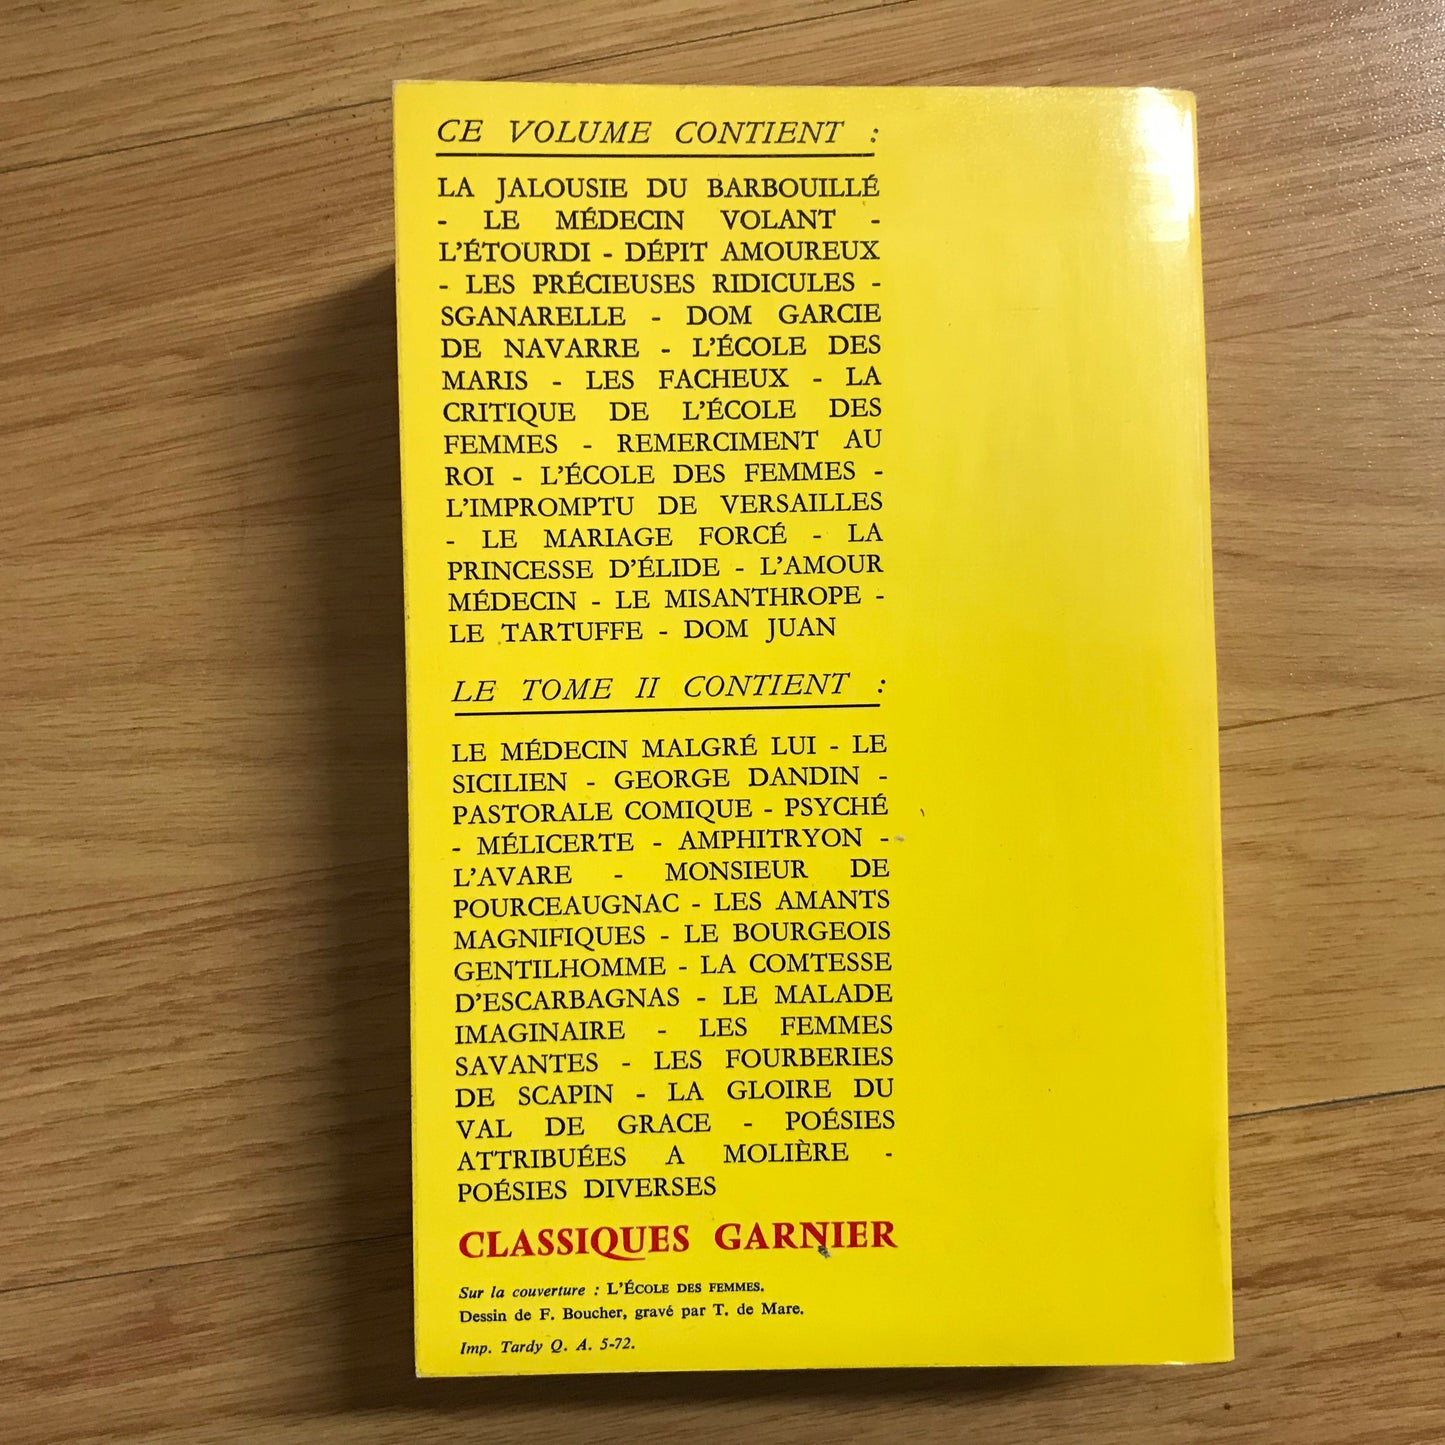 CE VOLUME CONTIENT :
LA JALOUSIE DU BARBOUILLÉ
- LE MÉDECIN VOLANT -
L'ÉTOURDI - DÉPIT AMOUREUX
- LES PRÉCIEUSES RIDICULES -
SGANARELLE - DOM GARCIE
DE NAVARRE - L'ÉCOLE DES
MARIS - LES FACHEUX - LA
CRITIQUE DE L'ÉCOLE DES
FEMMES - REMERCIMENT AU
ROI - L'ÉCOLE DES FEMMES -
L'IMPROMPTU DE VERSAILLES
- LE MARIAGE FORCÉ - LA
PRINCESSE D'ÉLIDE - L'AMOUR
MÉDECIN - LE MISANTHROPE -
LE TARTUFFE - DOM JUAN
LE TOME II CONTIENT :
LE MÉDECIN MALGRÉ LUI - LE
SICILIEN - GEORGE DANDIN -
PASTORALE COMIQUE - PSYCHÉ
- MÉLICERTE - AMPHITRYON -
L'AVARE - MONSIEUR DE
POURCEAUGNAC - LES AMANTS
MAGNIFIQUES - LE BOURGEOIS
GENTILHOMME - LA COMTESSE
D'ESCARBAGNAS - LE MALADE
IMAGINAIRE - LES FEMMES
SAVANTES - LES FOURBERIES
DE SCAPIN - LA GLOIRE DU
VAL DE GRACE - POÉSIES
ATTRIBUÉES A MOLIÈRE -
POÉSIES DIVERSES
CLASSIQUES GARNIER
Sur la couverture : L'ÉCOLE DES FEMMES.
Dessin de F. Boucher, gravé par T. de Mare.
Imp. Tardy Q. A. 5-72.